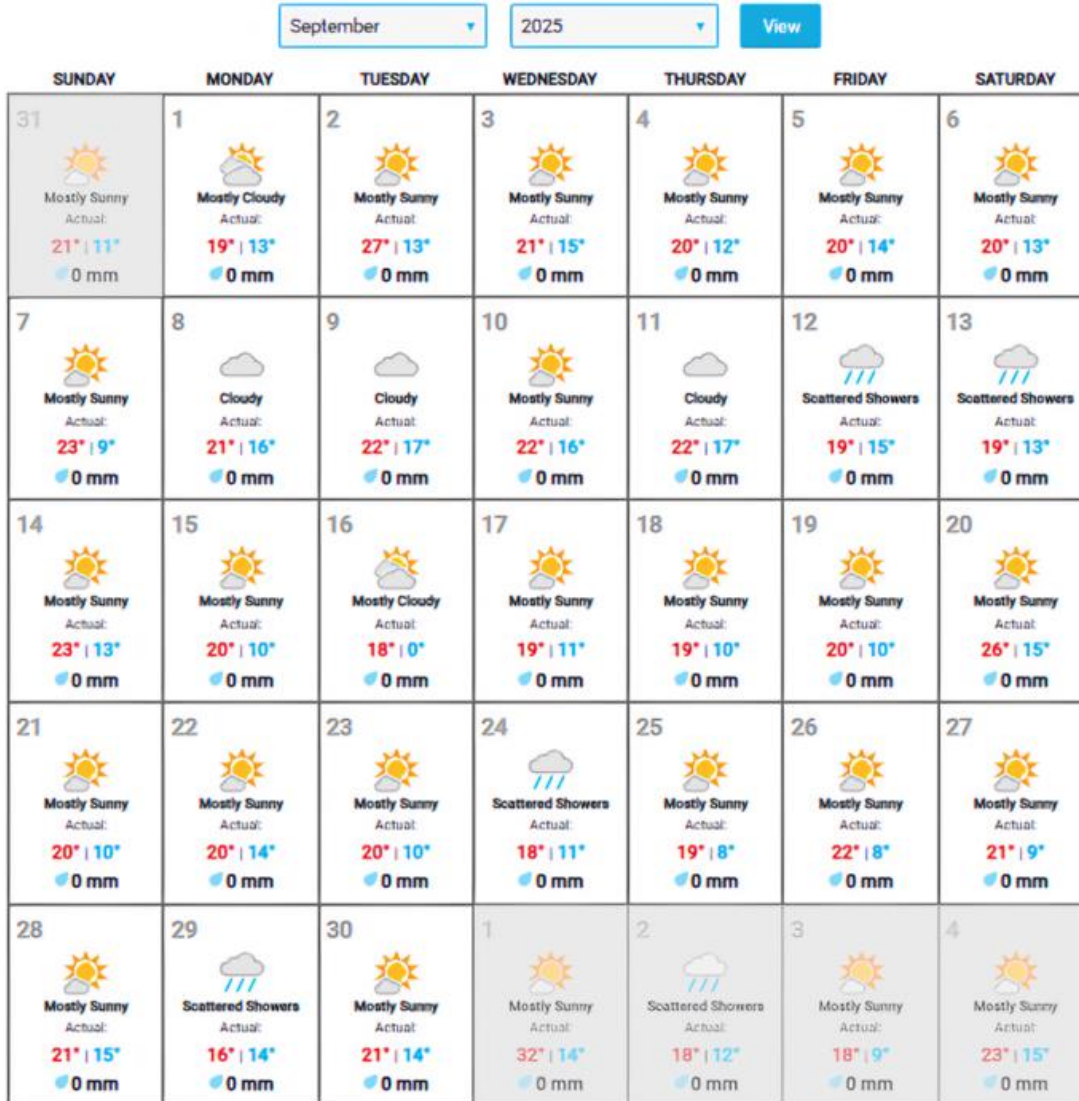 September 2025 View
SUNDAY MONDAY TUESDAY WEDNESDAY THURSDAY FRIDAY SATURDAY
31 1 2 3 4 5 6
Mostly Sunny Mostly Cloudy Mostly Sunny Mostly Sunny Mostly Sunny Mostly Sunny Mostly Sunny
Actual: Actual: Actual: Actual: Actual: Actual: Actual:
21° | 11° 19° | 13° 27° | 13° 21° | 15° 20° | 12° 20° | 14° 20° | 13°
0 mm 0 mm 0 mm 0 mm 0 mm 0 mm 0 mm
7 8 9 10 11 12 13
Mostly Sunny Cloudy Cloudy Mostly Sunny Cloudy Scattered Showers Scattered Showers
Actual: Actual: Actual: Actual: Actual: Actual: Actual:
23° | 9° 21° | 16° 22° | 17° 22° | 16° 22° | 17° 19° | 15° 19° | 13°
0 mm 0 mm 0 mm 0 mm 0 mm 0 mm 0 mm
14 15 16 17 18 19 20
Mostly Sunny Mostly Sunny Mostly Cloudy Mostly Sunny Mostly Sunny Mostly Sunny Mostly Sunny
Actual: Actual: Actual: Actual: Actual: Actual: Actual:
23° | 13° 20° | 10° 18° | 0° 19° | 11° 19° | 10° 20° | 10° 26° | 15°
0 mm 0 mm 0 mm 0 mm 0 mm 0 mm 0 mm
21 22 23 24 25 26 27
Mostly Sunny Mostly Sunny Mostly Sunny Scattered Showers Mostly Sunny Mostly Sunny Mostly Sunny
Actual: Actual: Actual: Actual: Actual: Actual: Actual:
20° | 10° 20° | 14° 20° | 10° 18° | 11° 19° | 8° 22° | 8° 21° | 9°
0 mm 0 mm 0 mm 0 mm 0 mm 0 mm 0 mm
28 29 30 1 2 3 4
Mostly Sunny Scattered Showers Mostly Sunny Mostly Sunny Scattered Showers Mostly Sunny Mostly Sunny
Actual: Actual: Actual: Actual: Actual: Actual: Actual:
21° | 15° 16° | 14° 21° | 14° 32° | 14° 18° | 12° 18° | 9° 23° | 15°
0 mm 0 mm 0 mm 0 mm 0 mm 0 mm 0 mm